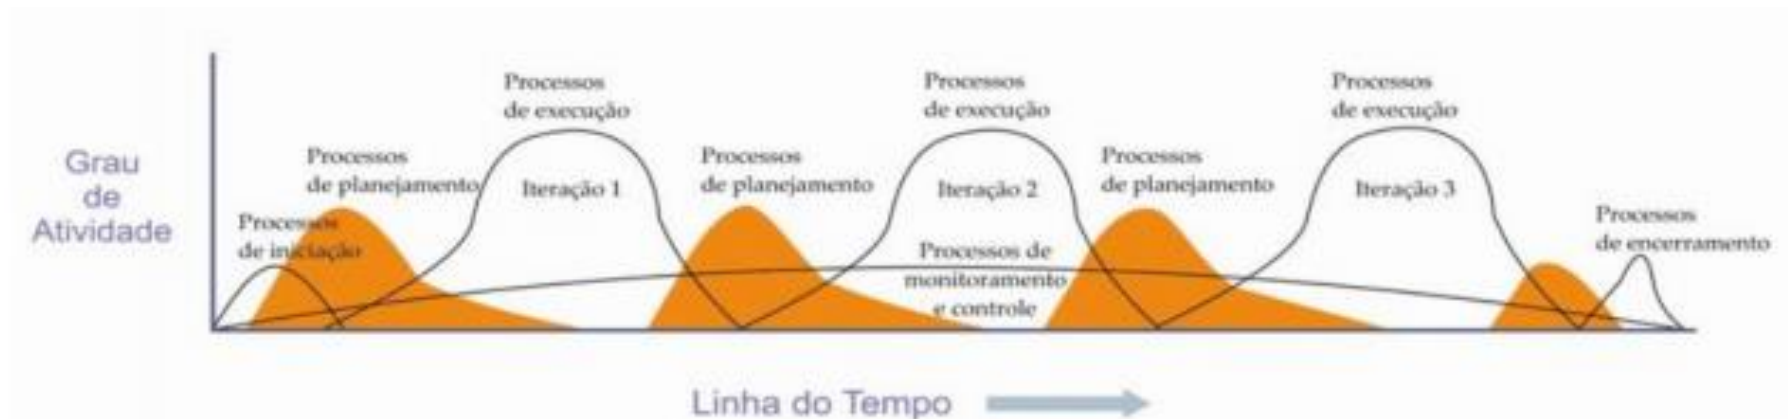 Grau
de
Atividade
Processos
de iniciação
Processos
de planejamento
Processos
de execução
Iteração 1
Processos
de planejamento
Processos
de execução
Iteração 2
Processos de
monitoramento
e controle
Processos
de planejamento
Processos
de execução
Iteração 3
Processos
de encerramento
Linha do Tempo